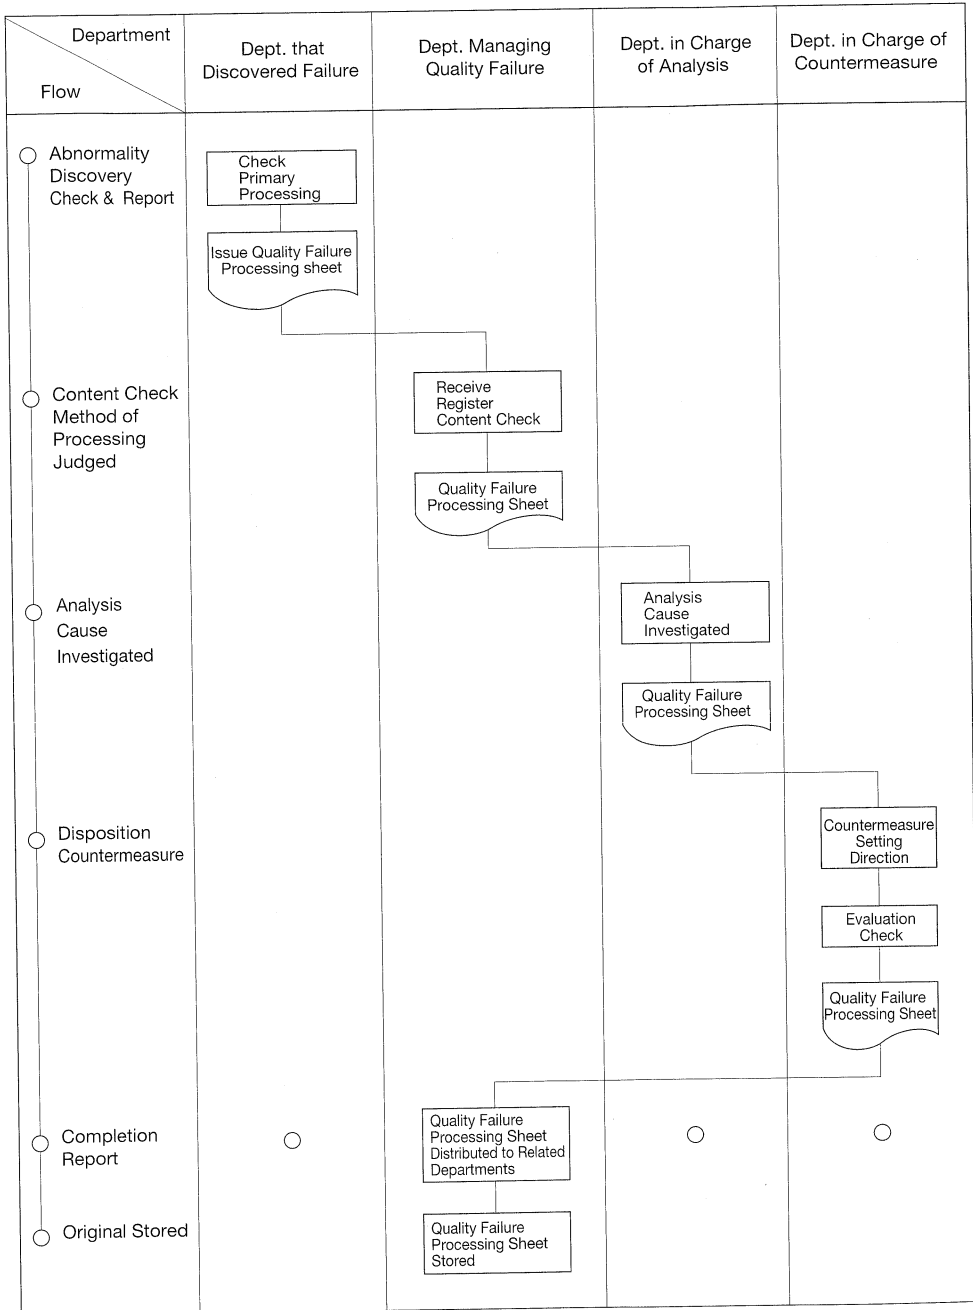 Department
Flow
Dept. that
Discovered Failure
Dept. Managing
Quality Failure
Dept. in Charge
of Analysis
Dept. in Charge of
Countermeasure
Abnormality
Discovery
Check & Report
Check
Primary
Processing
Issue Quality Failure
Processing sheet
Content Check
Method of
Processing
Judged
Receive
Register
Content Check
Quality Failure
Processing Sheet
Analysis
Cause
Investigated
Analysis
Cause
Investigated
Quality Failure
Processing Sheet
Disposition
Countermeasure
Countermeasure
Setting
Direction
Evaluation
Check
Quality Failure
Processing Sheet
Completion
Report
Quality Failure
Processing Sheet
Distributed to Related
Departments
Original Stored
Quality Failure
Processing Sheet
Stored